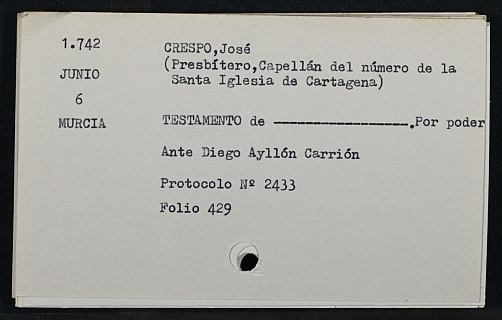 1.742
JUNIO
6
MURCIA
CRESPO,José
(Presbítero,Capellán del número de la
Santa Iglesia de Cartagena)
TESTAMENTO de -----------------.Por poder
Ante Diego Ayllón Carrión
Protocolo Nº 2433
Folio 429